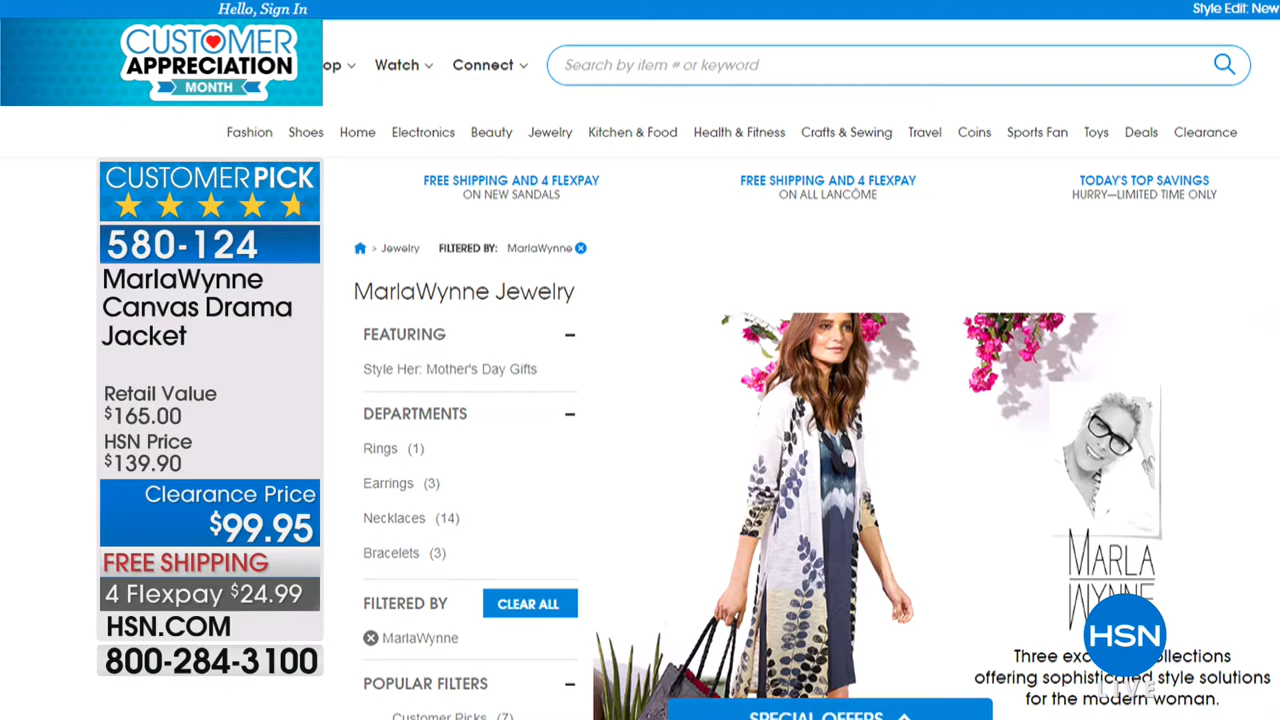 Hello, Sign In
Style Edit: New
CUSTOMER
APPRECIATION
MONTH
op
Watch
Connect
Search by item # or keyword
Fashion Shoes Home Electronics Beauty Jewelry Kitchen & Food Health & Fitness Crafts & Sewing Travel Coins Sports Fan Toys Deals Clearance
CUSTOMER PICK
580-124
MarlaWynne
Canvas Drama
Jacket
Retail Value
$165.00
HSN Price
$139.90
Clearance Price
$99.95
FREE SHIPPING
4 Flexpay $24.99
HSN.COM
800-284-3100
FREE SHIPPING AND 4 FLEXPAY
ON NEW SANDALS
FREE SHIPPING AND 4 FLEXPAY
ON ALL LANCÔME
TODAY'S TOP SAVINGS
HURRY—LIMITED TIME ONLY
> Jewelry FILTERED BY: MarlaWynne
MarlaWynne Jewelry
FEATURING
Style Her: Mother's Day Gifts
DEPARTMENTS
Rings (1)
Earrings (3)
Necklaces (14)
Bracelets (3)
FILTERED BY
CLEAR ALL
MarlaWynne
POPULAR FILTERS
Customer Picks (7)
MARLA
WYNNE
HSN
LIVE
Three collections
offering sophisticated style solutions
for the modern woman.
SPECIAL OFFERS